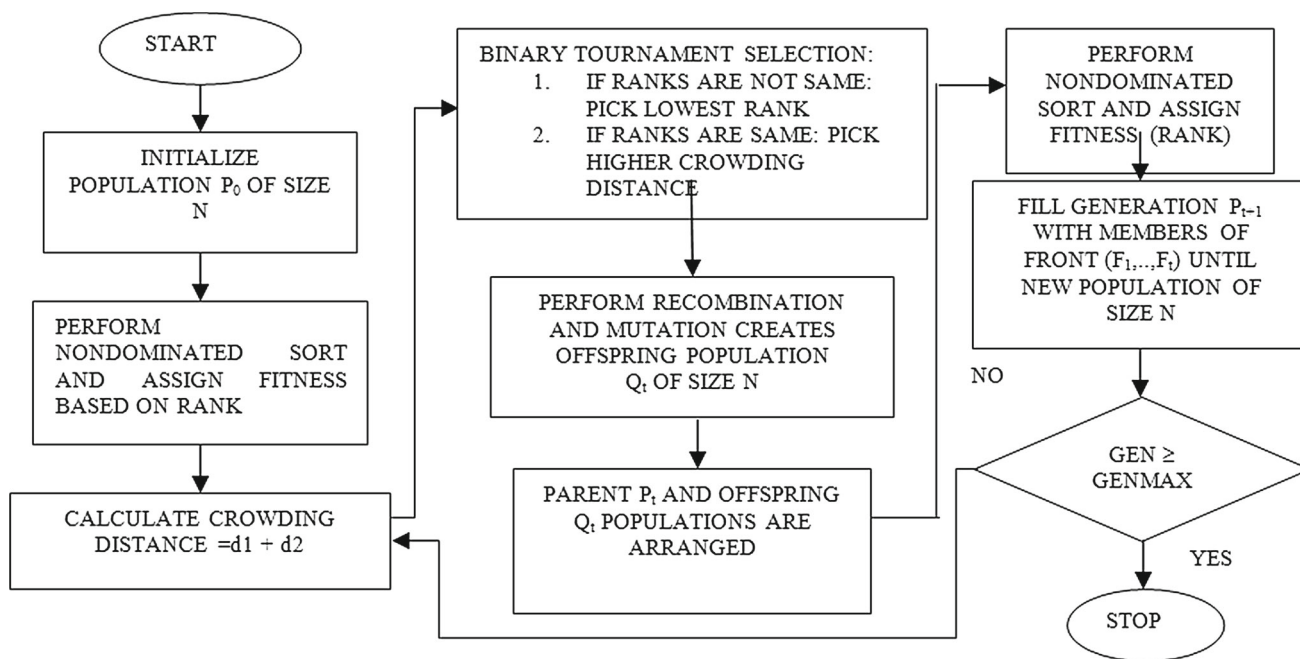 START
INITIALIZE
POPULATION P₀ OF SIZE
N
PERFORM
NONDOMINATED SORT
AND ASSIGN FITNESS
BASED ON RANK
CALCULATE CROWDING
DISTANCE =d1 + d2
BINARY TOURNAMENT SELECTION:
1. IF RANKS ARE NOT SAME:
PICK LOWEST RANK
2. IF RANKS ARE SAME: PICK
HIGHER CROWDING
DISTANCE
PERFORM RECOMBINATION
AND MUTATION CREATES
OFFSPRING POPULATION
Qₜ OF SIZE N
PARENT Pₜ AND OFFSPRING
Qₜ POPULATIONS ARE
ARRANGED
PERFORM
NONDOMINATED
SORT AND ASSIGN
FITNESS (RANK)
FILL GENERATION Pₜ₊₁
WITH MEMBERS OF
FRONT (F₁,..,Fₜ) UNTIL
NEW POPULATION OF
SIZE N
NO
GEN ≥
GENMAX
YES
STOP